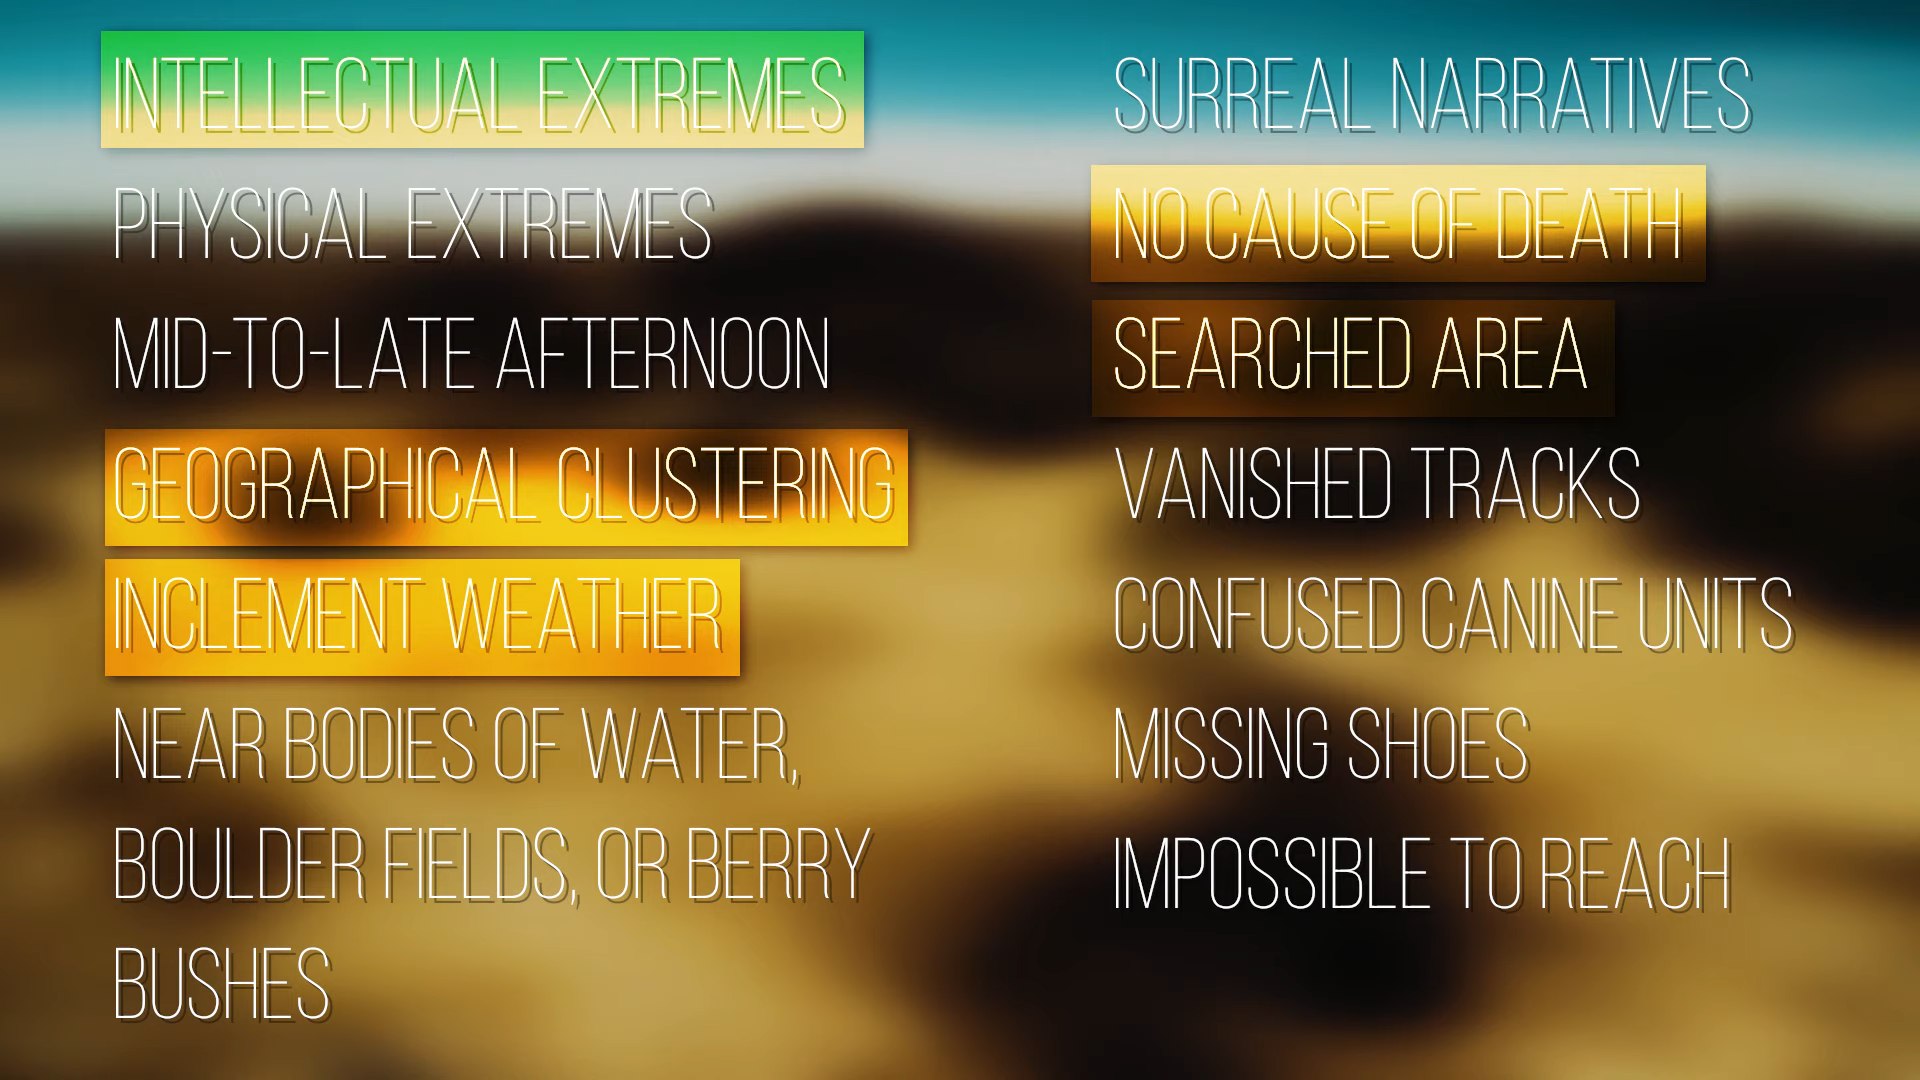 INTELLECTUAL EXTREMES
PHYSICAL EXTREMES
MID-TO-LATE AFTERNOON
GEOGRAPHICAL CLUSTERING
INCLEMENT WEATHER
NEAR BODIES OF WATER,
BOULDER FIELDS, OR BERRY
BUSHES
SURREAL NARRATIVES
NO CAUSE OF DEATH
SEARCHED AREA
VANISHED TRACKS
CONFUSED CANINE UNITS
MISSING SHOES
IMPOSSIBLE TO REACH